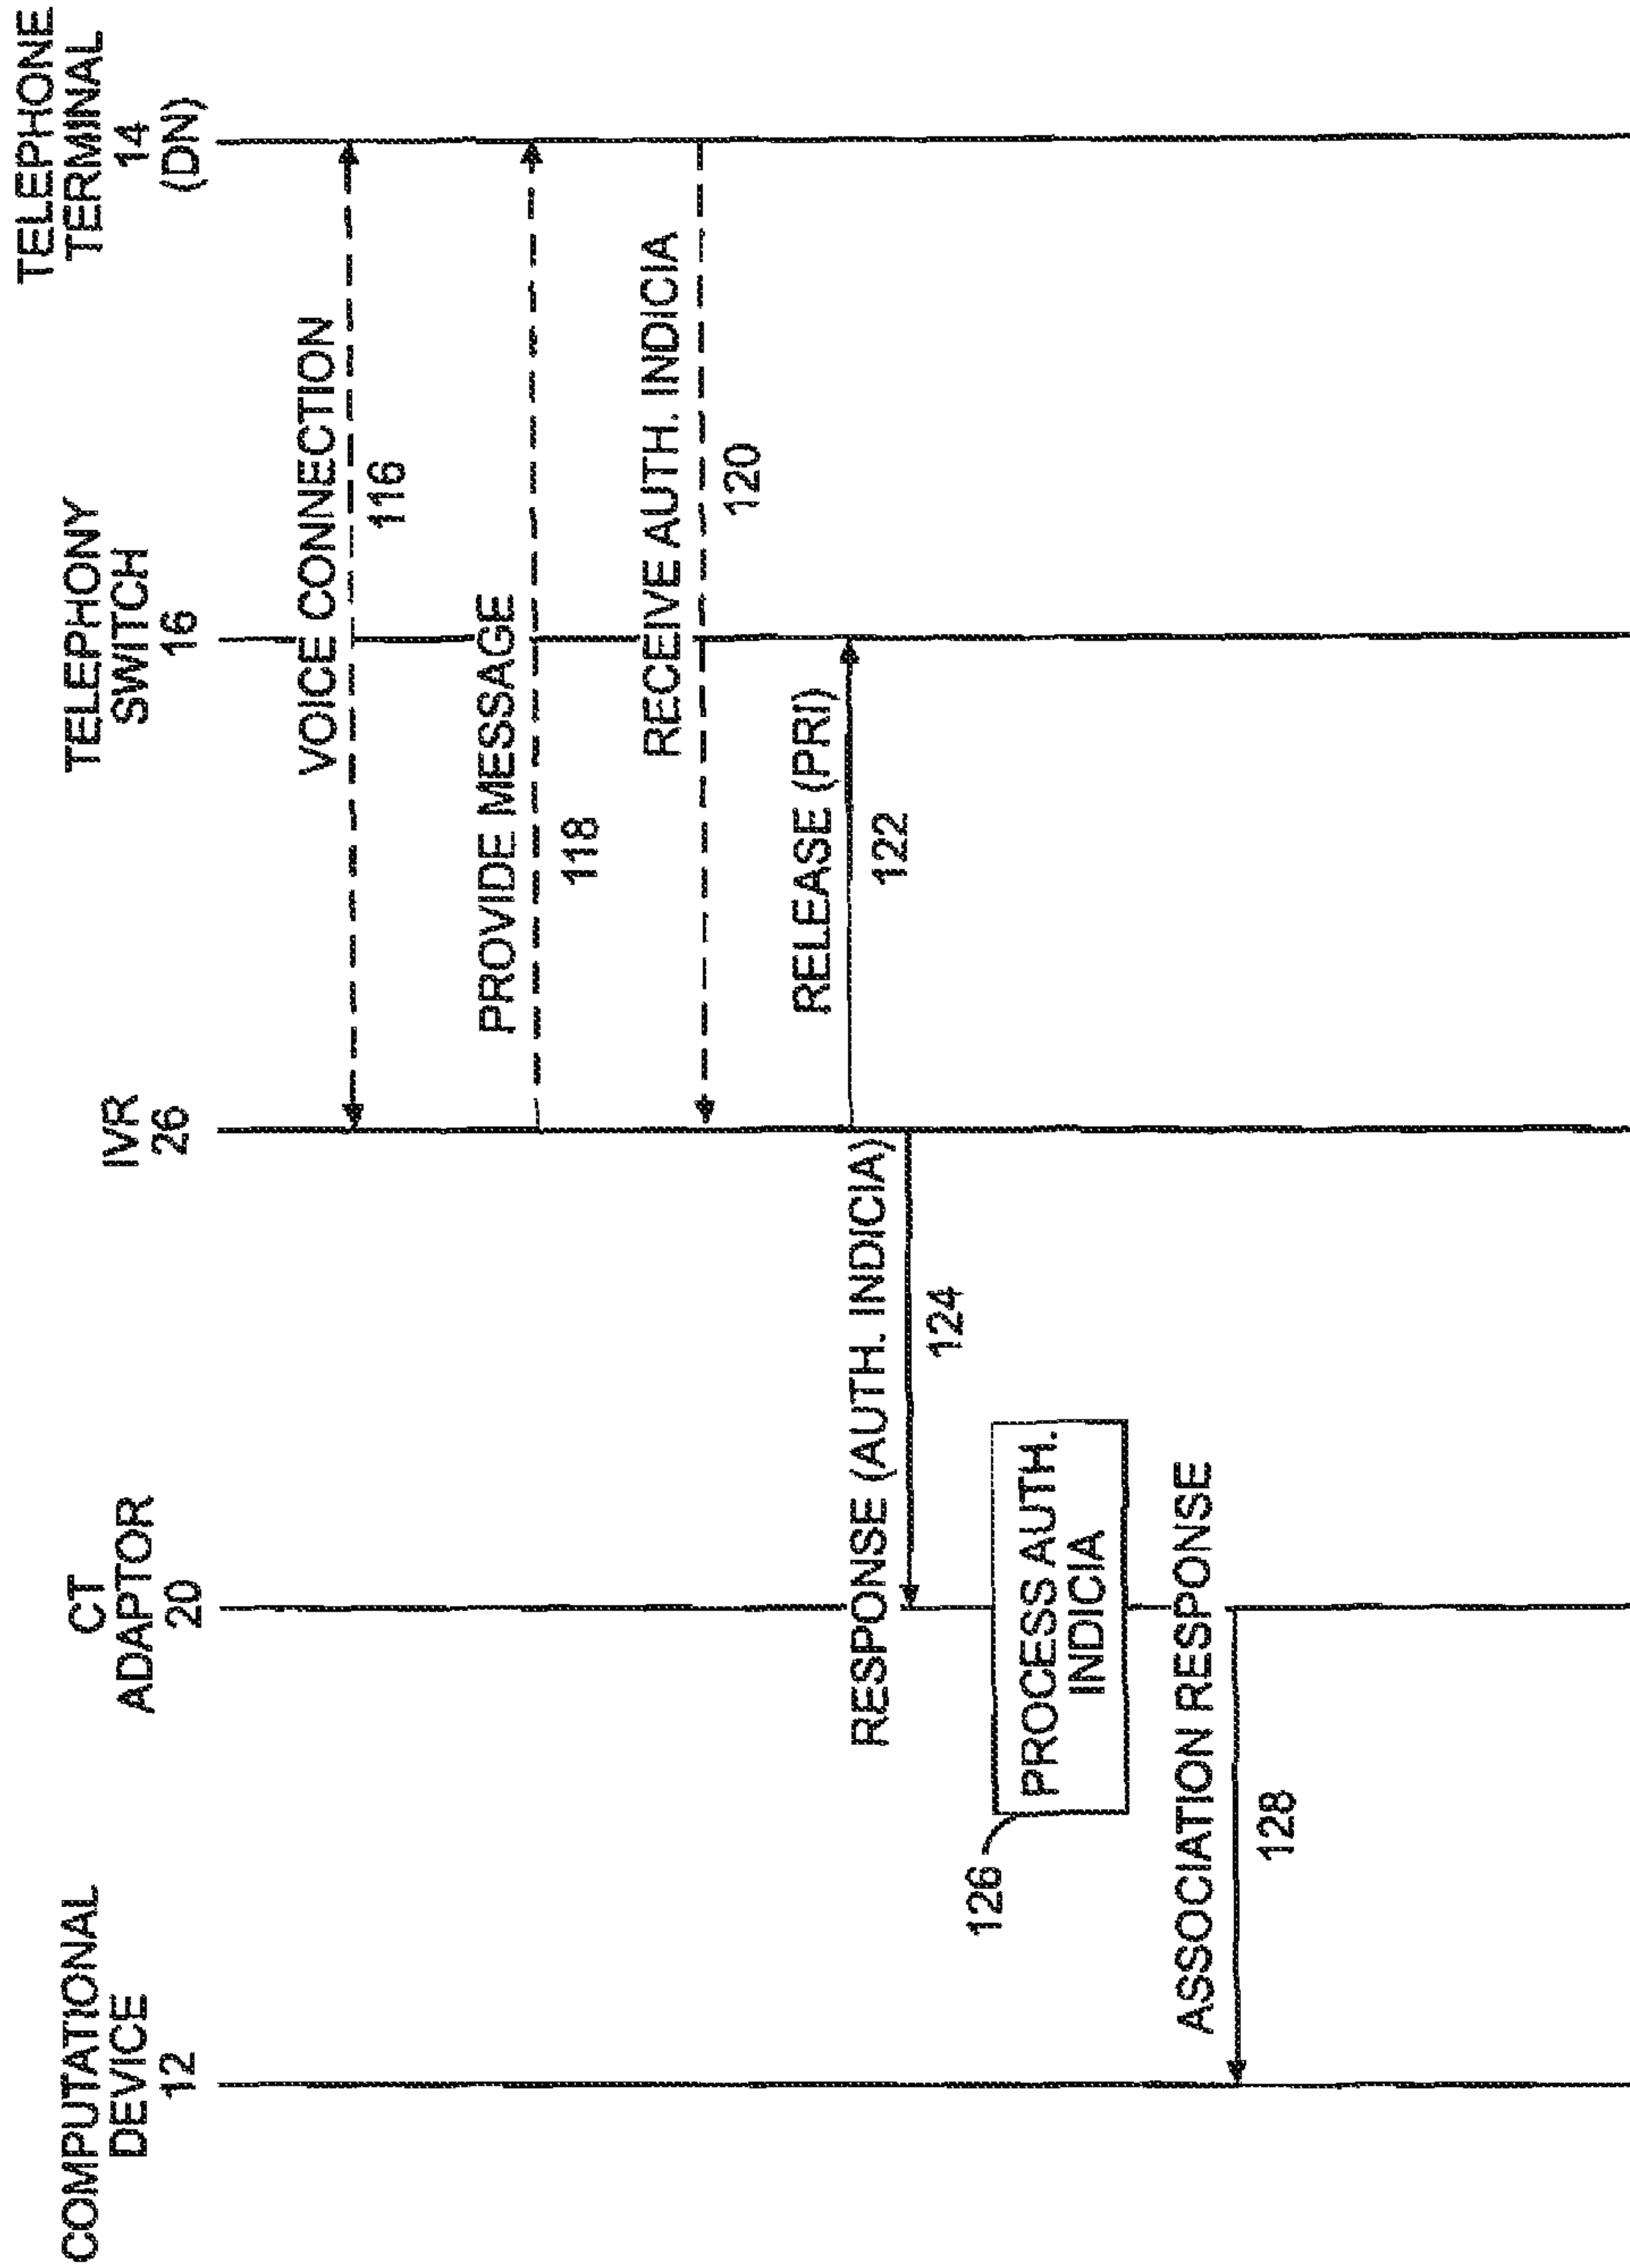 COMPUTATIONAL
DEVICE
12
CT
ADAPTOR
20
IVR
26
TELEPHONY
SWITCH
16
TELEPHONE
TERMINAL
14
(DN)
VOICE CONNECTION
116
PROVIDE MESSAGE
118
RECEIVE AUTH. INDICIA
120
RELEASE (PRI)
122
RESPONSE (AUTH. INDICIA)
124
PROCESS AUTH.
INDICIA
126
ASSOCIATION RESPONSE
128